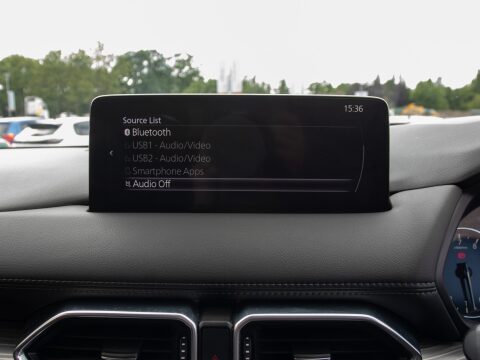 15:36
Source List
Bluetooth
USB1 - Audio/Video
USB2 - Audio/Video
Smartphone Apps
Audio Off